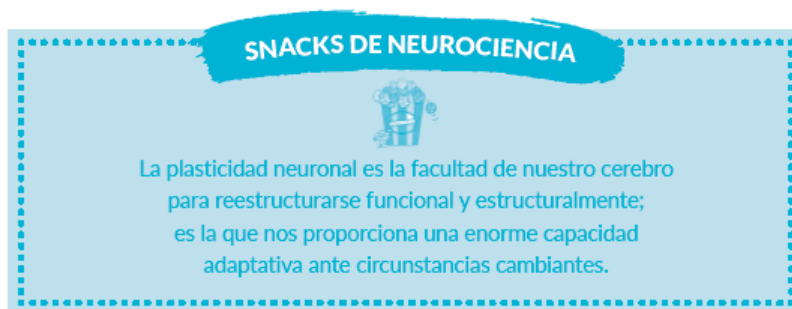 SNACKS DE NEUROCIENCIA
La plasticidad neuronal es la facultad de nuestro cerebro
para reestructurarse funcional y estructuralmente;
es la que nos proporciona una enorme capacidad
adaptativa ante circunstancias cambiantes.